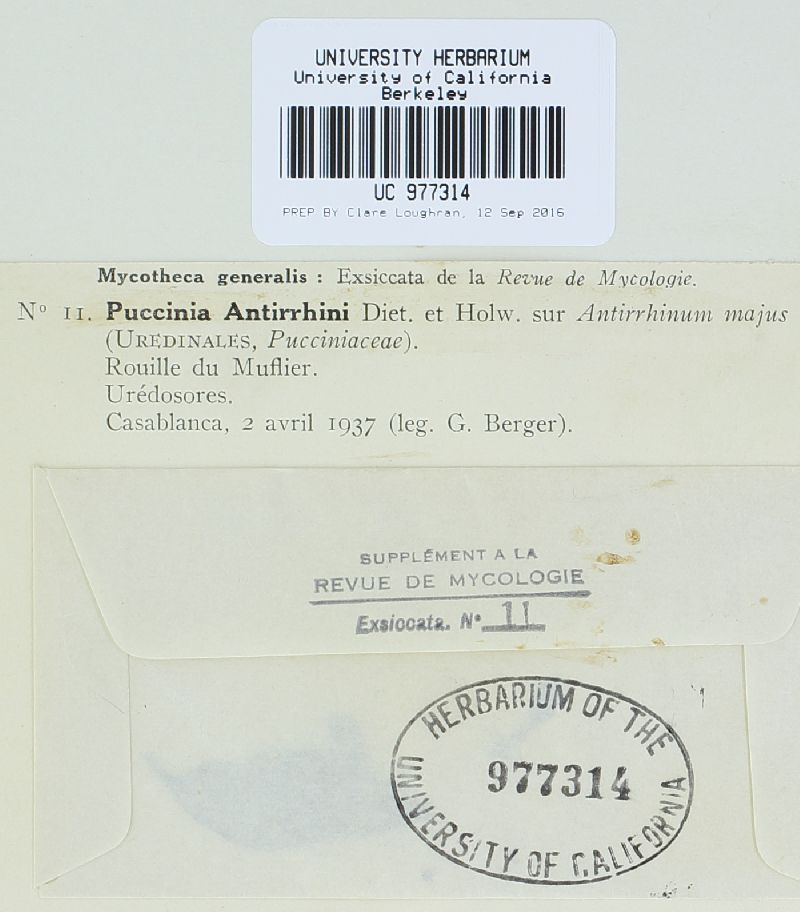 UNIVERSITY HERBARIUM
University of California
Berkeley
UC 977314
PREP BY Clare Loughran, 12 Sep 2016
Mycotheca generalis : Exsiccata de la Revue de Mycologie.
Nº 11. Puccinia Antirrhini Diet. et Holw. sur Antirrhinum majus
(URÉDINALES, Pucciniaceae).
Rouille du Muflier.
Urédosores.
Casablanca, 2 avril 1937 (leg. G. Berger).
SUPPLÉMENT A LA
REVUE DE MYCOLOGIE
Exsiccata. Nº 11
HERBARIUM OF THE
977314
UNIVERSITY OF CALIFORNIA